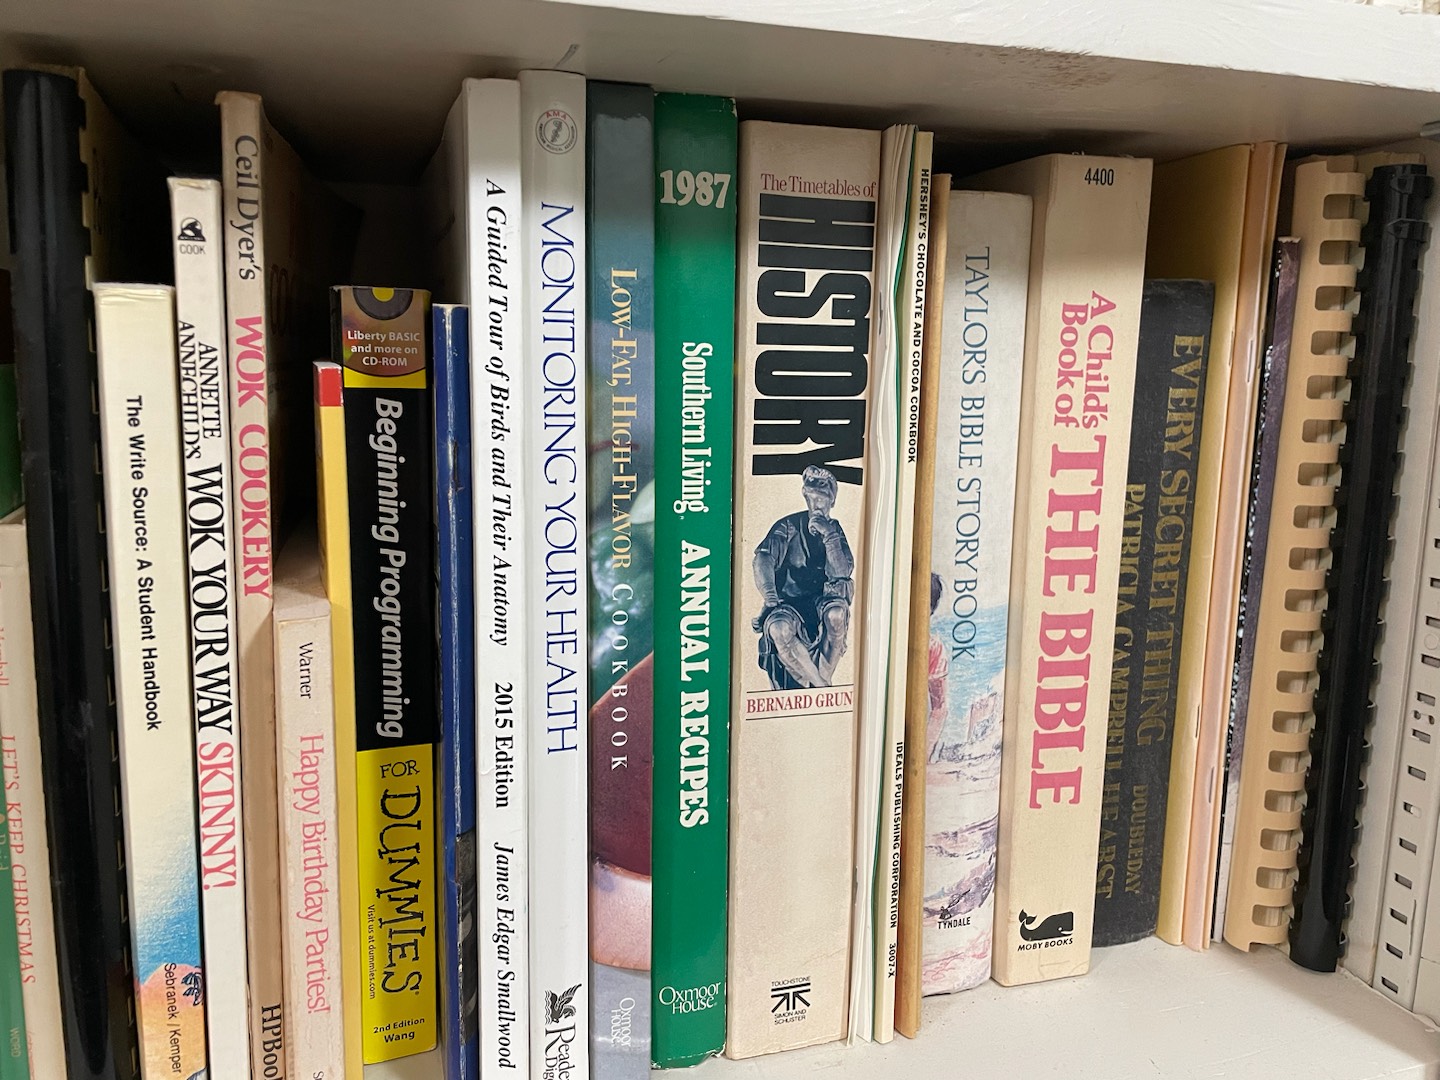 LET'S KEEP CHRISTMAS
WORD
The Write Source: A Student Handbook
Sebranek / Kemper
COOK
ANNETTE
ANNECHILD'S
WOK YOUR WAY SKINNY!
Ceil Dyer's
WOK COOKERY
Warner
Happy Birthday Parties!
Liberty BASIC
and more on
CD-ROM
Beginning Programming
FOR
DUMMIES
Visit us at dummies.com
2nd Edition
Wang
A Guided Tour of Birds and Their Anatomy
2015 Edition
James Edgar Smallwood
AMA
MONITORING YOUR HEALTH
LOW-FAT, HIGH-FLAVOR COOKBOOK
Oxmoor
House
1987
Southern Living
ANNUAL RECIPES
Oxmoor
House
The Timetables of
HISTORY
BERNARD GRUN
TOUCHSTONE
SIMON AND
SCHUSTER
HERSHEY'S CHOCOLATE AND COCOA COOKBOOK
IDEALS PUBLISHING CORPORATION
3007-X
TAYLOR'S BIBLE STORY BOOK
TYNDALE
4400
A Child's
Book of
THE BIBLE
MOBY BOOKS
EVERY SECRET THING
PATRICIA CAMPBELL HEARST
DOUBLEDAY